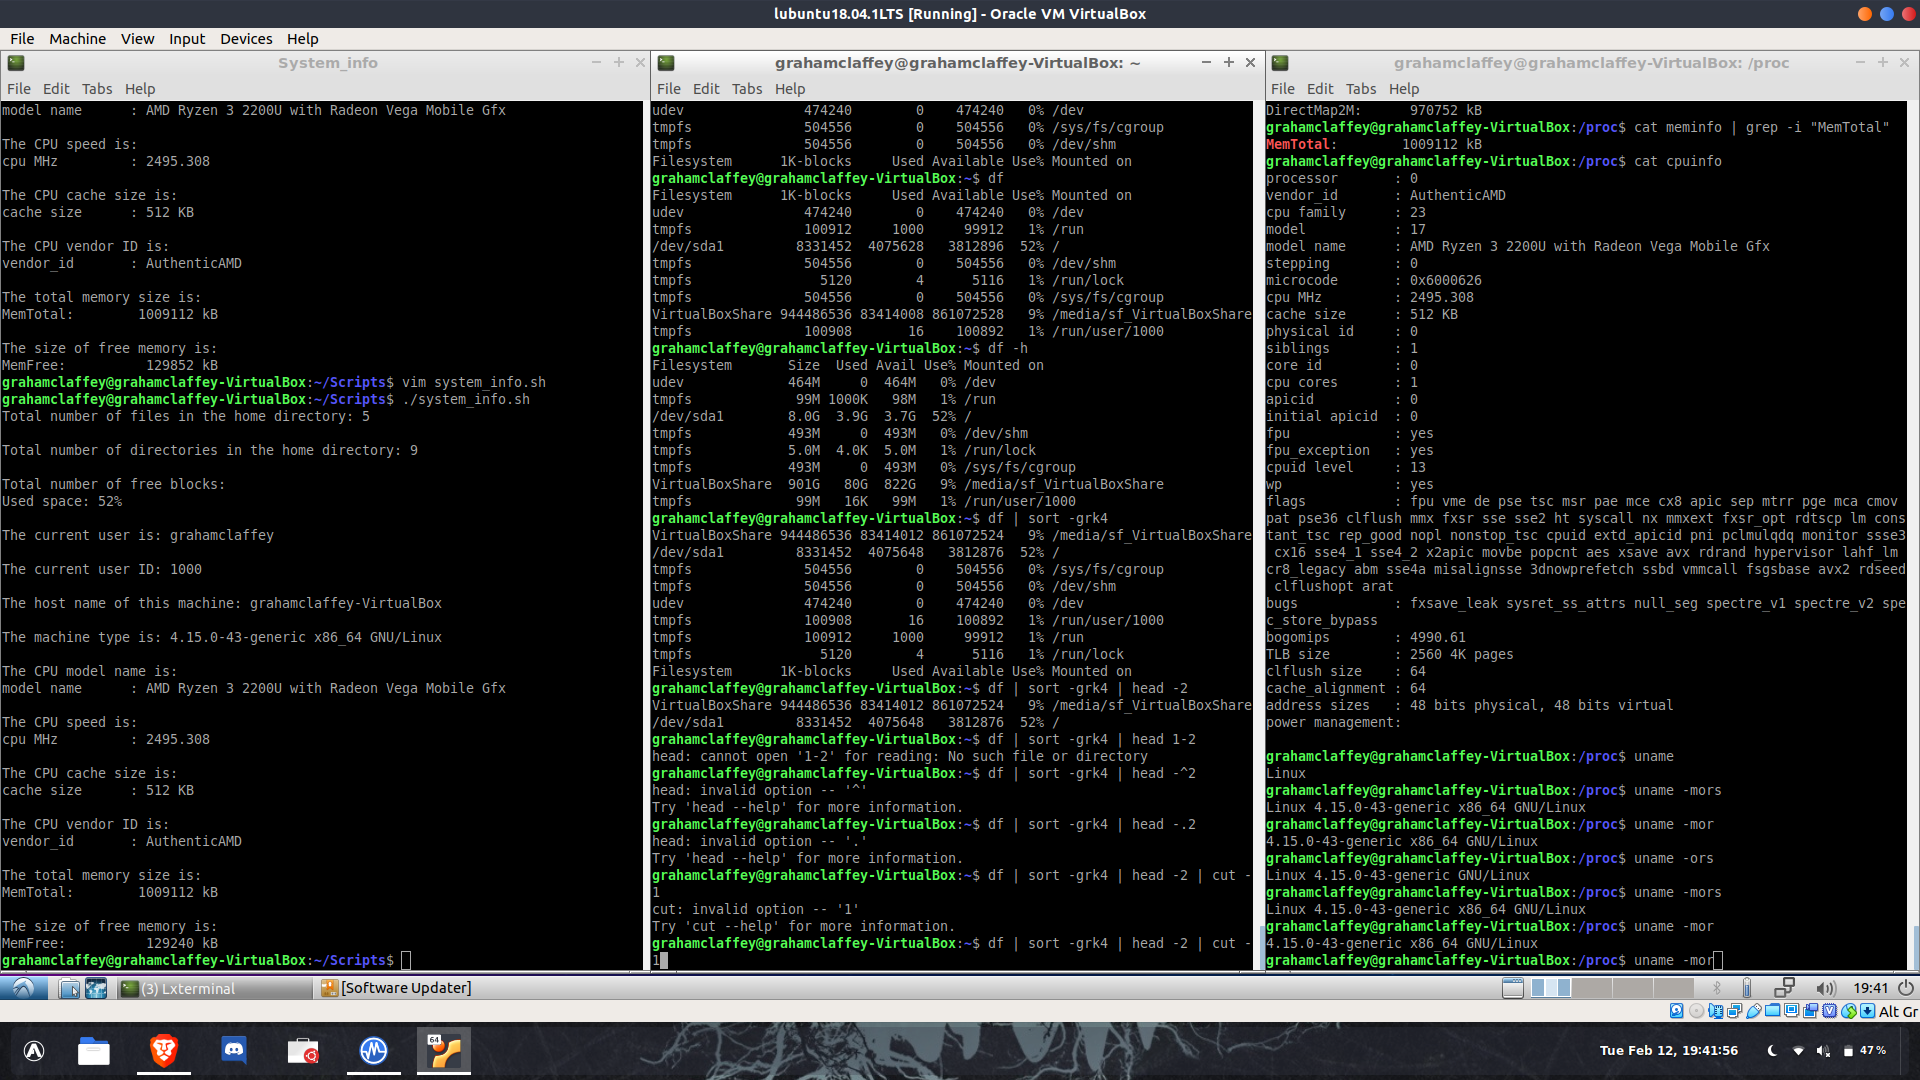 lubuntu18.04.1LTS [Running] - Oracle VM VirtualBox
File Machine View Input Devices Help
System_info
File Edit Tabs Help
model name      : AMD Ryzen 3 2200U with Radeon Vega Mobile Gfx
The CPU speed is:
cpu MHz         : 2495.308
The CPU cache size is:
cache size      : 512 KB
The CPU vendor ID is:
vendor_id       : AuthenticAMD
The total memory size is:
MemTotal:        1009112 kB
The size of free memory is:
MemFree:          129852 kB
grahamclaffey@grahamclaffey-VirtualBox:~/Scripts$ vim system_info.sh
grahamclaffey@grahamclaffey-VirtualBox:~/Scripts$ ./system_info.sh
Total number of files in the home directory: 5
Total number of directories in the home directory: 9
Total number of free blocks:
Used space: 52%
The current user is: grahamclaffey
The current user ID: 1000
The host name of this machine: grahamclaffey-VirtualBox
The machine type is: 4.15.0-43-generic x86_64 GNU/Linux
The CPU model name is:
model name      : AMD Ryzen 3 2200U with Radeon Vega Mobile Gfx
The CPU speed is:
cpu MHz         : 2495.308
The CPU cache size is:
cache size      : 512 KB
The CPU vendor ID is:
vendor_id       : AuthenticAMD
The total memory size is:
MemTotal:        1009112 kB
The size of free memory is:
MemFree:          129240 kB
grahamclaffey@grahamclaffey-VirtualBox:~/Scripts$
grahamclaffey@grahamclaffey-VirtualBox: ~
File Edit Tabs Help
udev               474240        0    474240   0% /dev
tmpfs              504556        0    504556   0% /sys/fs/cgroup
tmpfs              504556        0    504556   0% /dev/shm
Filesystem      1K-blocks     Used Available Use% Mounted on
grahamclaffey@grahamclaffey-VirtualBox:~$ df
Filesystem      1K-blocks     Used Available Use% Mounted on
udev               474240        0    474240   0% /dev
tmpfs              100912     1000     99912   1% /run
/dev/sda1         8331452  4075628   3812896  52% /
tmpfs              504556        0    504556   0% /dev/shm
tmpfs                5120        4      5116   1% /run/lock
tmpfs              504556        0    504556   0% /sys/fs/cgroup
VirtualBoxShare 944486536 83414008 861072528   9% /media/sf_VirtualBoxShare
tmpfs              100908       16    100892   1% /run/user/1000
grahamclaffey@grahamclaffey-VirtualBox:~$ df -h
Filesystem       Size  Used Avail Use% Mounted on
udev             464M     0  464M   0% /dev
tmpfs             99M 1000K   98M   1% /run
/dev/sda1        8.0G  3.9G  3.7G  52% /
tmpfs            493M     0  493M   0% /dev/shm
tmpfs            5.0M  4.0K  5.0M   1% /run/lock
tmpfs            493M     0  493M   0% /sys/fs/cgroup
VirtualBoxShare  901G   80G  822G   9% /media/sf_VirtualBoxShare
tmpfs             99M   16K   99M   1% /run/user/1000
grahamclaffey@grahamclaffey-VirtualBox:~$ df | sort -grk4
VirtualBoxShare 944486536 83414012 861072524   9% /media/sf_VirtualBoxShare
/dev/sda1         8331452  4075648   3812876  52% /
tmpfs              504556        0    504556   0% /sys/fs/cgroup
tmpfs              504556        0    504556   0% /dev/shm
udev               474240        0    474240   0% /dev
tmpfs              100908       16    100892   1% /run/user/1000
tmpfs              100912     1000     99912   1% /run
tmpfs                5120        4      5116   1% /run/lock
Filesystem      1K-blocks     Used Available Use% Mounted on
grahamclaffey@grahamclaffey-VirtualBox:~$ df | sort -grk4 | head -2
VirtualBoxShare 944486536 83414012 861072524   9% /media/sf_VirtualBoxShare
/dev/sda1         8331452  4075648   3812876  52% /
grahamclaffey@grahamclaffey-VirtualBox:~$ df | sort -grk4 | head 1-2
head: cannot open '1-2' for reading: No such file or directory
grahamclaffey@grahamclaffey-VirtualBox:~$ df | sort -grk4 | head -^2
head: invalid option -- '^'
Try 'head --help' for more information.
grahamclaffey@grahamclaffey-VirtualBox:~$ df | sort -grk4 | head -.2
head: invalid option -- '.'
Try 'head --help' for more information.
grahamclaffey@grahamclaffey-VirtualBox:~$ df | sort -grk4 | head -2 | cut -
1
cut: invalid option -- '1'
Try 'cut --help' for more information.
grahamclaffey@grahamclaffey-VirtualBox:~$ df | sort -grk4 | head -2 | cut -
1
grahamclaffey@grahamclaffey-VirtualBox: /proc
File Edit Tabs Help
DirectMap2M:      970752 kB
grahamclaffey@grahamclaffey-VirtualBox:/proc$ cat meminfo | grep -i "MemTotal"
MemTotal:        1009112 kB
grahamclaffey@grahamclaffey-VirtualBox:/proc$ cat cpuinfo
processor       : 0
vendor_id       : AuthenticAMD
cpu family      : 23
model           : 17
model name      : AMD Ryzen 3 2200U with Radeon Vega Mobile Gfx
stepping        : 0
microcode       : 0x6000626
cpu MHz         : 2495.308
cache size      : 512 KB
physical id     : 0
siblings        : 1
core id         : 0
cpu cores       : 1
apicid          : 0
initial apicid  : 0
fpu             : yes
fpu_exception   : yes
cpuid level     : 13
wp              : yes
flags           : fpu vme de pse tsc msr pae mce cx8 apic sep mtrr pge mca cmov
pat pse36 clflush mmx fxsr sse sse2 ht syscall nx mmxext fxsr_opt rdtscp lm cons
tant_tsc rep_good nopl nonstop_tsc cpuid extd_apicid pni pclmulqdq monitor ssse3
cx16 sse4_1 sse4_2 x2apic movbe popcnt aes xsave avx rdrand hypervisor lahf_lm
cr8_legacy abm sse4a misalignsse 3dnowprefetch ssbd vmmcall fsgsbase avx2 rdseed
clflushopt arat
bugs            : fxsave_leak sysret_ss_attrs null_seg spectre_v1 spectre_v2 spe
c_store_bypass
bogomips        : 4990.61
TLB size        : 2560 4K pages
clflush size    : 64
cache_alignment : 64
address sizes   : 48 bits physical, 48 bits virtual
power management:
grahamclaffey@grahamclaffey-VirtualBox:/proc$ uname
Linux
grahamclaffey@grahamclaffey-VirtualBox:/proc$ uname -mors
Linux 4.15.0-43-generic x86_64 GNU/Linux
grahamclaffey@grahamclaffey-VirtualBox:/proc$ uname -mor
4.15.0-43-generic x86_64 GNU/Linux
grahamclaffey@grahamclaffey-VirtualBox:/proc$ uname -ors
Linux 4.15.0-43-generic GNU/Linux
grahamclaffey@grahamclaffey-VirtualBox:/proc$ uname -mors
Linux 4.15.0-43-generic x86_64 GNU/Linux
grahamclaffey@grahamclaffey-VirtualBox:/proc$ uname -mor
4.15.0-43-generic x86_64 GNU/Linux
grahamclaffey@grahamclaffey-VirtualBox:/proc$ uname -mor
(3) Lxterminal
[Software Updater]
19:41
Alt Gr
64
Tue Feb 12, 19:41:56
47%